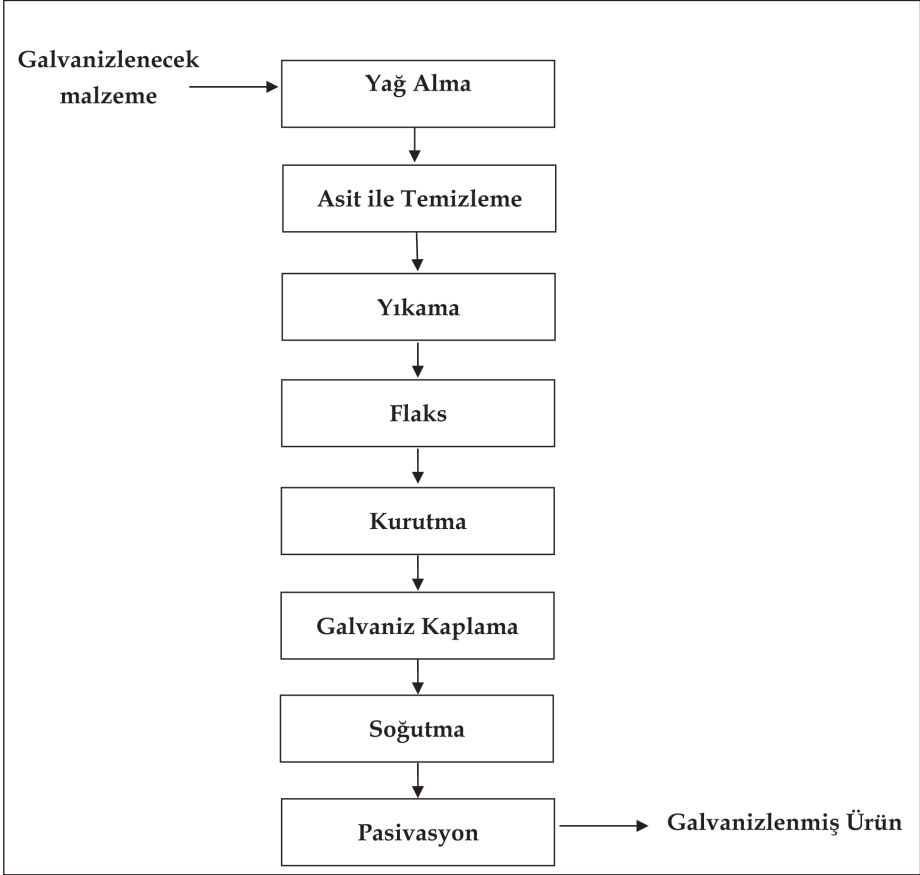 Galvanizlenecek
malzeme
Yağ Alma
Asit ile Temizleme
Yıkama
Flaks
Kurutma
Galvaniz Kaplama
Soğutma
Pasivasyon
Galvanizlenmiş Ürün